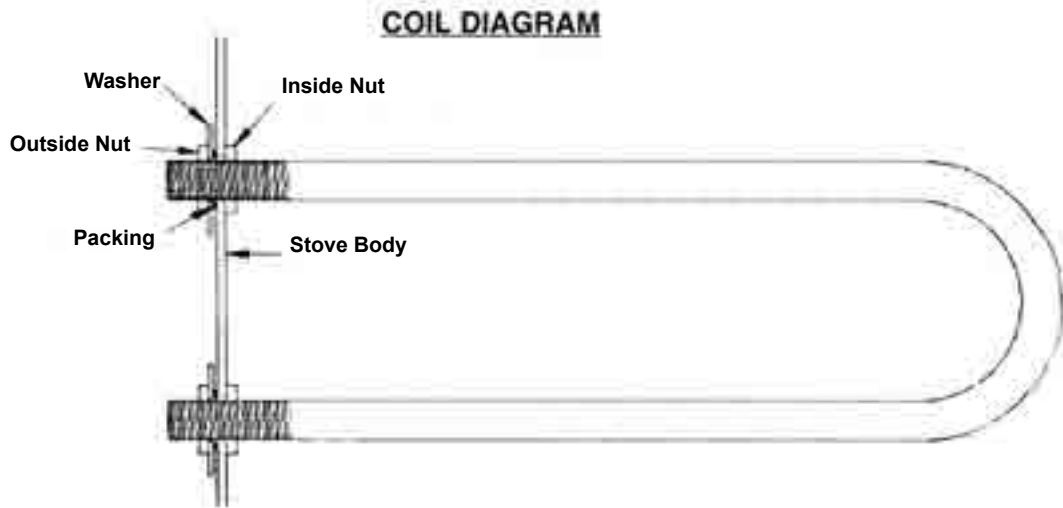 COIL DIAGRAM
Washer
Inside Nut
Outside Nut
Packing
Stove Body